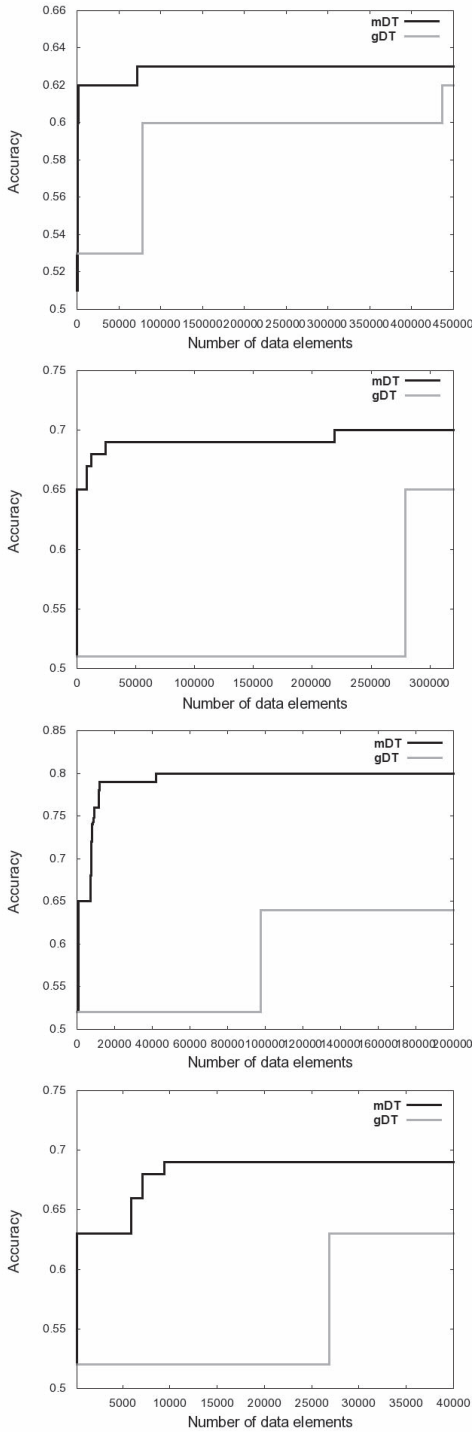 0.66
mDT
gDT
0.64
0.62
0.6
0.58
0.56
0.54
0.52
0.5
Accuracy
0 50000 100000 150000 200000 250000 300000 350000 400000 450000
Number of data elements
0.75
mDT
gDT
0.7
0.65
0.6
0.55
0.5
Accuracy
0 50000 100000 150000 200000 250000 300000
Number of data elements
0.85
mDT
gDT
0.8
0.75
0.7
0.65
0.6
0.55
0.5
Accuracy
0 20000 40000 60000 80000 100000 120000 140000 160000 180000 200000
Number of data elements
0.75
mDT
gDT
0.7
0.65
0.6
0.55
0.5
Accuracy
5000 10000 15000 20000 25000 30000 35000 40000
Number of data elements